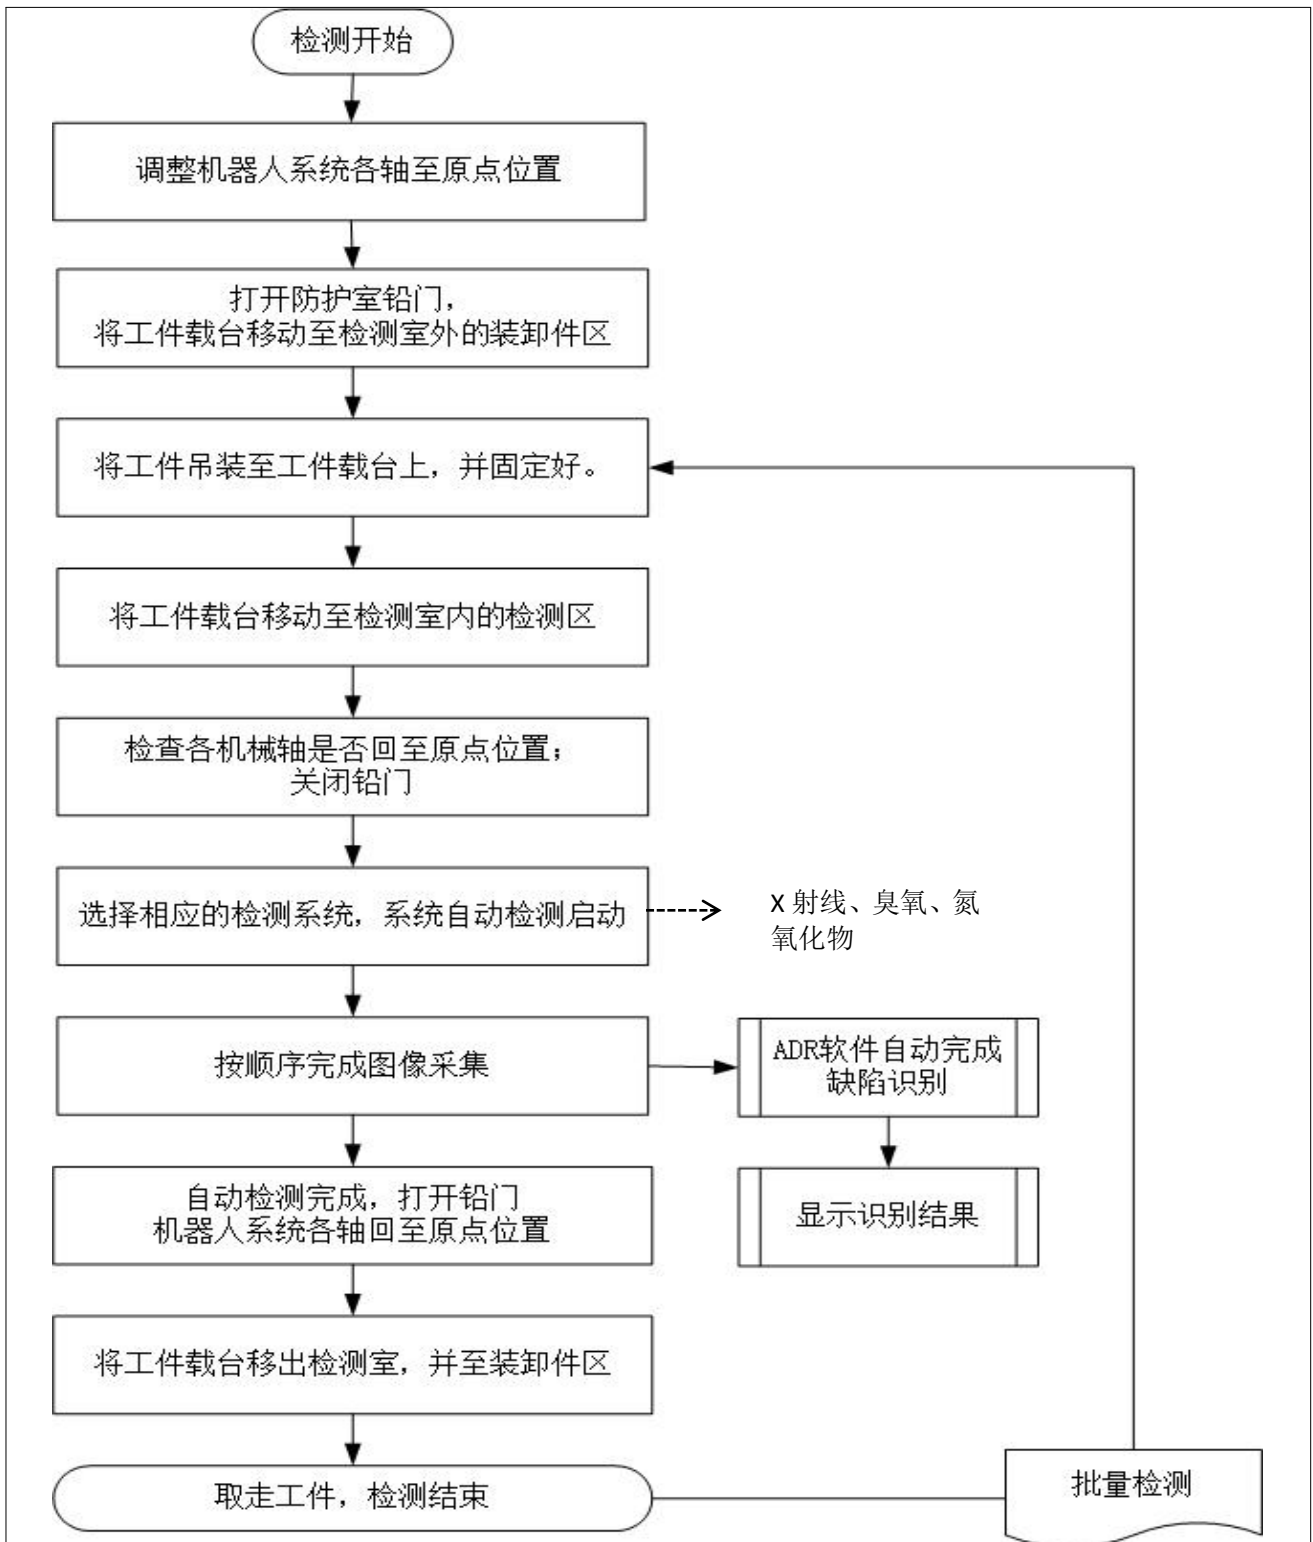 检测开始
调整机器人系统各轴至原点位置
打开防护室铅门，
将工件载台移动至检测室外的装卸件区
将工件吊装至工件载台上，并固定好。
将工件载台移动至检测室内的检测区
检查各机械轴是否回至原点位置；
关闭铅门
选择相应的检测系统，系统自动检测启动
X 射线、臭氧、氮
氧化物
按顺序完成图像采集
ADR软件自动完成
缺陷识别
自动检测完成，打开铅门
机器人系统各轴回至原点位置
显示识别结果
将工件载台移出检测室，并至装卸件区
取走工件，检测结束
批量检测